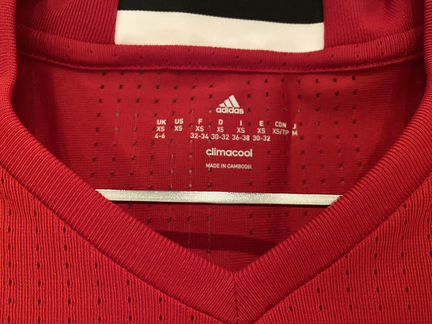 adidas
UK US F D I E CDN J
XS XS XS XS XS XS XS/TP M
4-6 32-34 30-32 36-38 30-32
climacool
MADE IN CAMBODIA